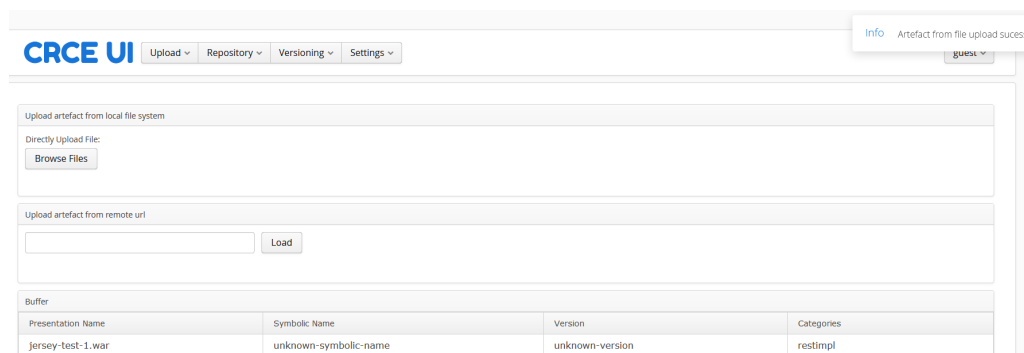 Info Artefact from file upload sucess
CRCE UI Upload Repository Versioning Settings guest
Upload artefact from local file system
Directly Upload File:
Browse Files
Upload artefact from remote url
Load
Buffer
Presentation Name Symbolic Name Version Categories
jersey-test-1.war unknown-symbolic-name unknown-version restimpl